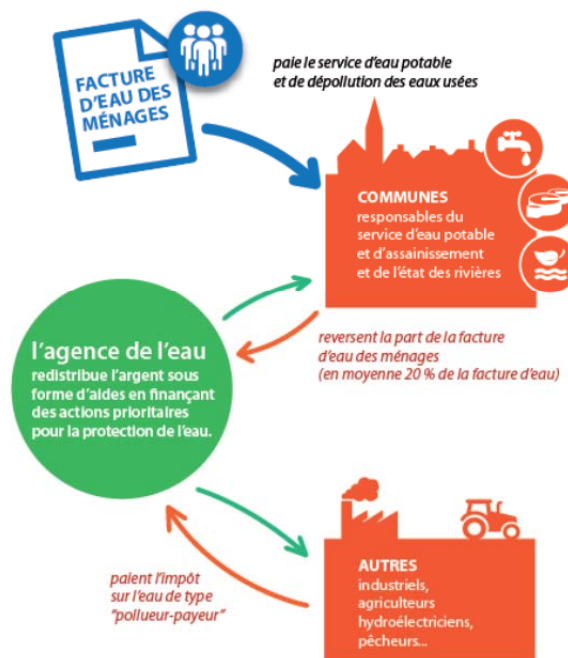 FACTURE
D'EAU DES
MÉNAGES
paie le service d'eau potable
et de dépollution des eaux usées
COMMUNES
responsables du
service d'eau potable
et d'assainissement
et de l'état des rivières
reversent la part de la facture
d'eau des ménages
(en moyenne 20 % de la facture d'eau)
l'agence de l'eau
redistribue l'argent sous
forme d'aides en finançant
des actions prioritaires
pour la protection de l'eau.
paient l'impôt
sur l'eau de type
"pollueur-payeur"
AUTRES
industriels,
agriculteurs
hydroélectriciens,
pêcheurs...